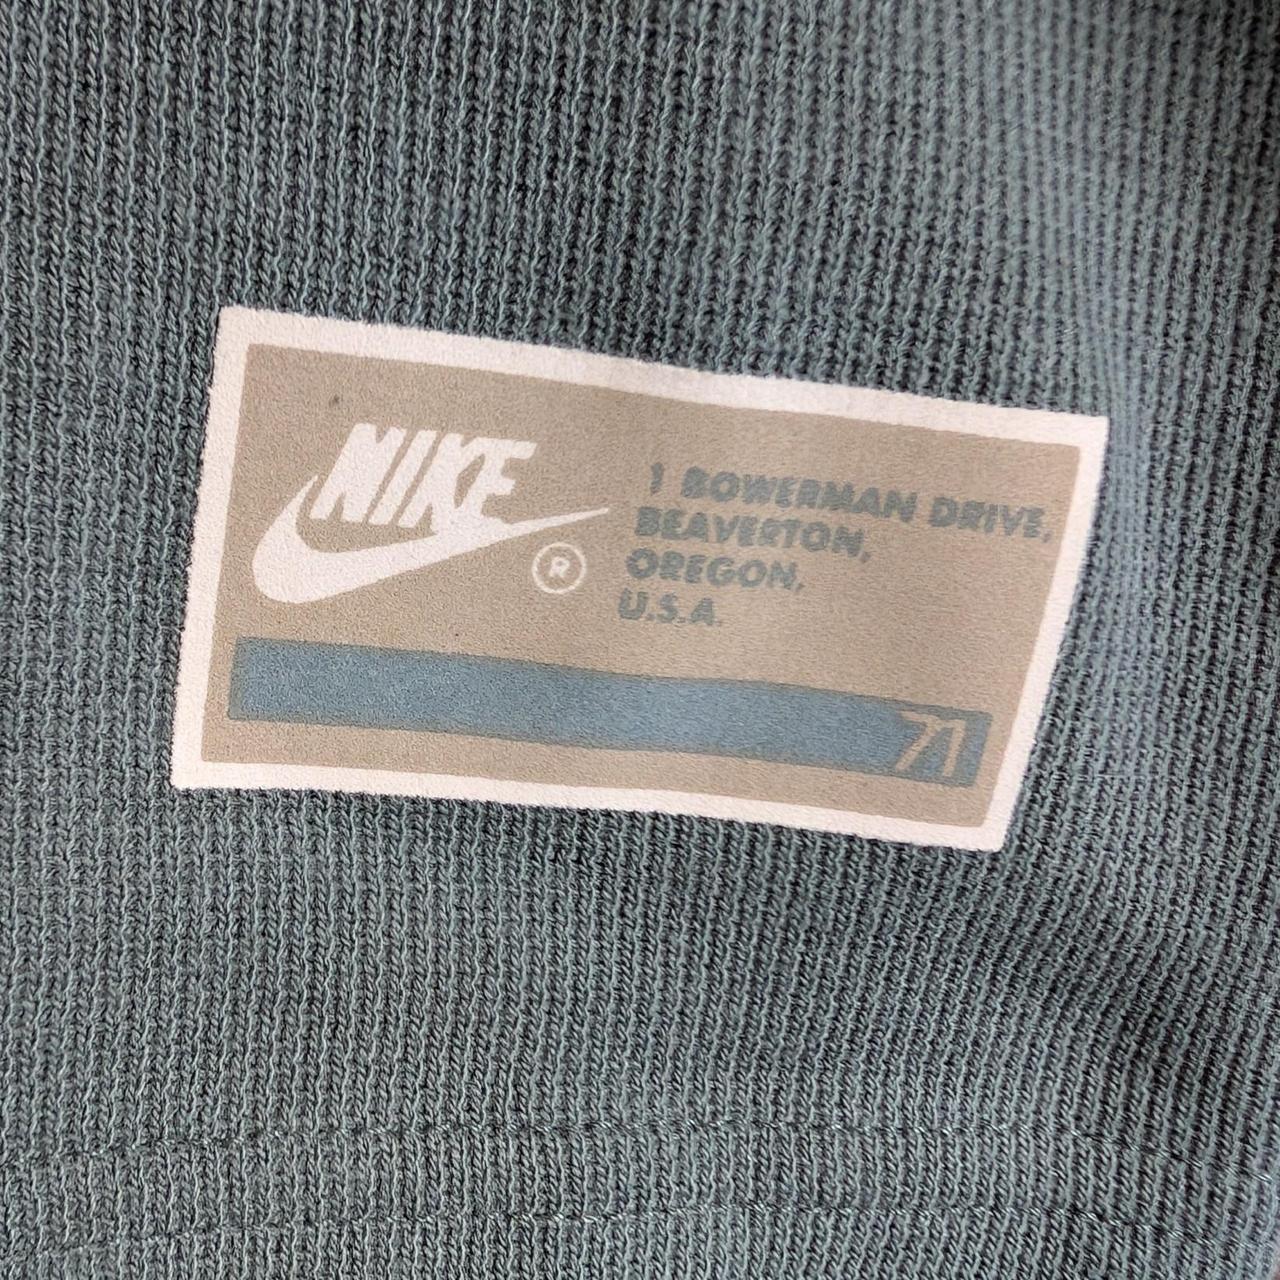 NIKE
®
1 BOWERMAN DRIVE,
BEAVERTON,
OREGON,
U.S.A.
71